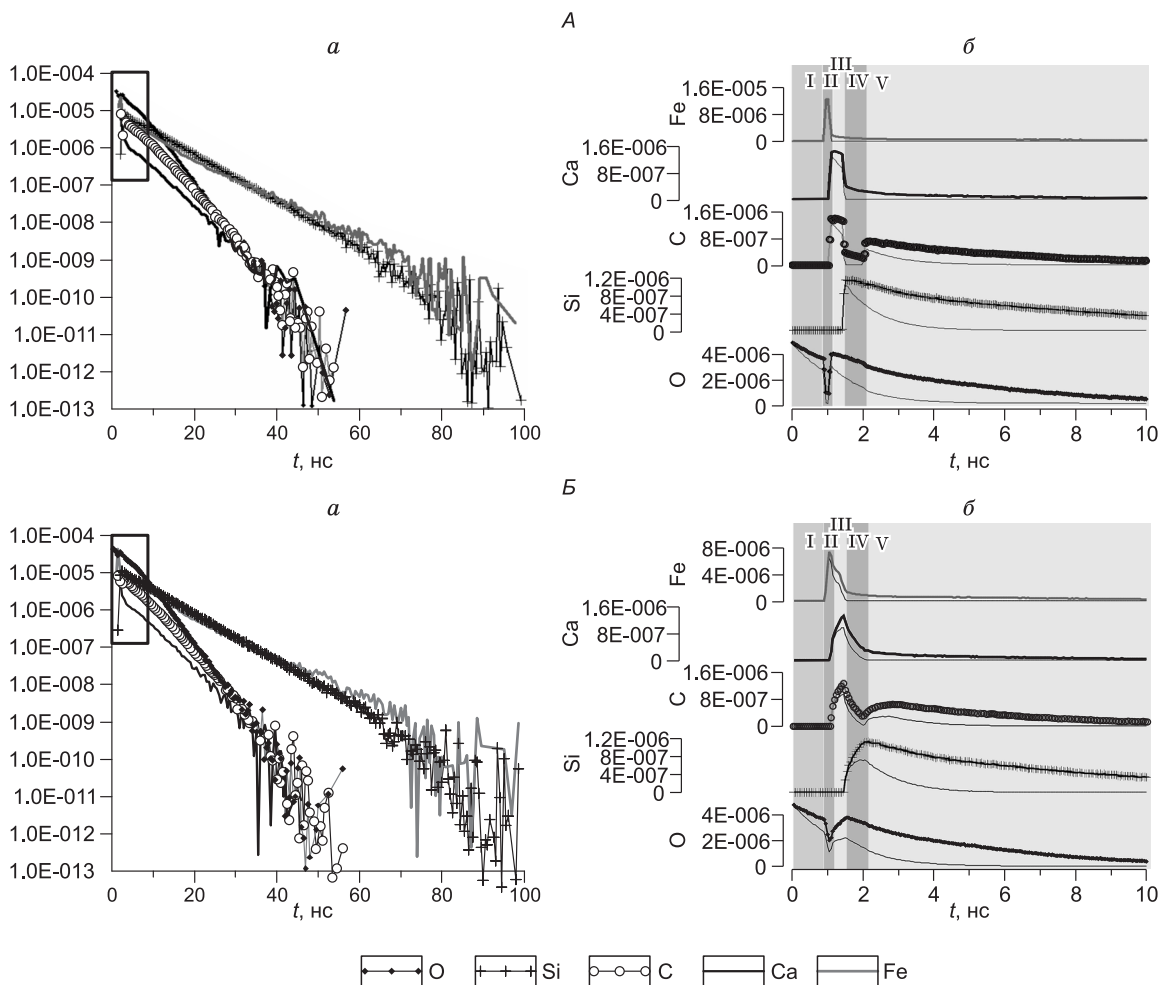 А
а
б
1.0E-004
1.0E-005
1.0E-006
1.0E-007
1.0E-008
1.0E-009
1.0E-010
1.0E-011
1.0E-012
1.0E-013
0 20 40 60 80 100
t, нс
I II III IV V
Fe
1.6E-005
8E-006
0
Ca
1.6E-006
8E-007
0
C
1.6E-006
8E-007
0
Si
1.2E-006
8E-007
4E-007
0
O
4E-006
2E-006
0
0 2 4 6 8 10
t, нс
Б
а
б
1.0E-004
1.0E-005
1.0E-006
1.0E-007
1.0E-008
1.0E-009
1.0E-010
1.0E-011
1.0E-012
1.0E-013
0 20 40 60 80 100
t, нс
I II III IV V
Fe
8E-006
4E-006
0
Ca
1.6E-006
8E-007
0
C
1.6E-006
8E-007
0
Si
1.2E-006
8E-007
4E-007
0
O
4E-006
2E-006
0
0 2 4 6 8 10
t, нс
O Si C Ca Fe